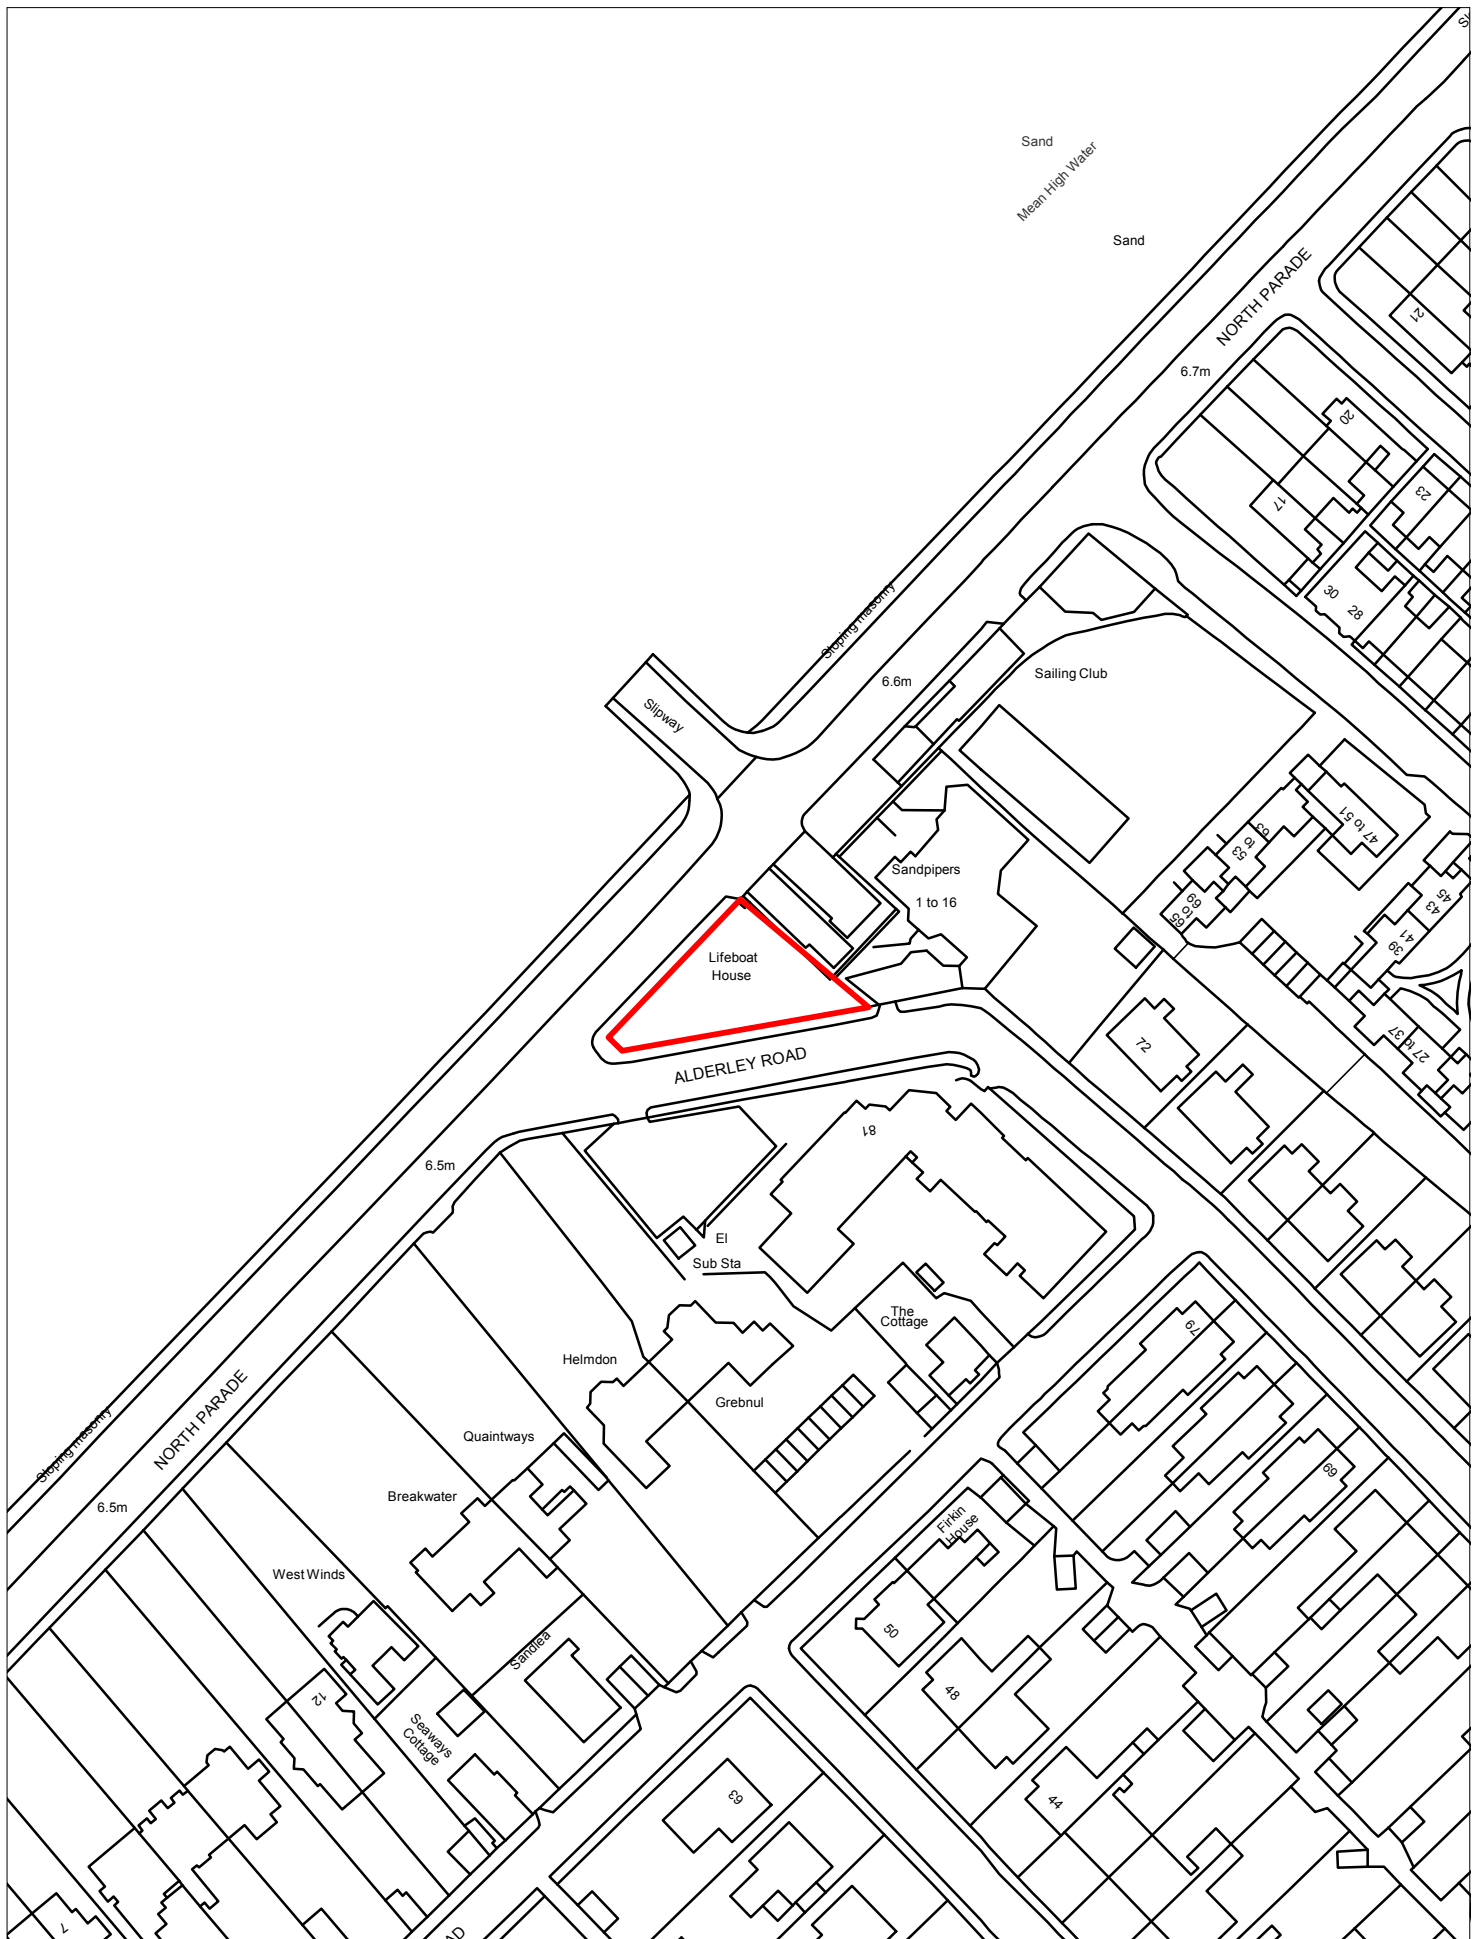 Sl
Sand
Mean High Water
Sand
NORTH PARADE
21
6.7m
20
17
23
30
28
Sloping masonry
Sailing Club
6.6m
Slipway
47 to 51
53
to
63
Sandpipers
1 to 16
65
to
69
45
43
41
39
Lifeboat
House
27 to 37
72
ALDERLEY ROAD
81
6.5m
El
Sub Sta
The
Cottage
79
Helmdon
Grebnul
NORTH PARADE
Sloping masonry
Quaintways
69
Breakwater
6.5m
Firkin
House
West Winds
50
Sandlea
48
12
Seaways
Cottage
63
44
7
AD